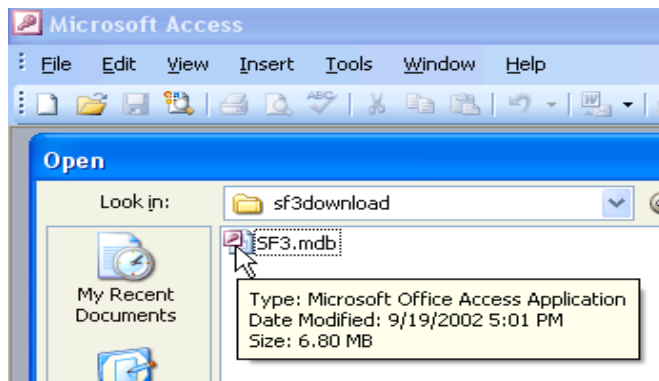 Microsoft Access
File Edit View Insert Tools Window Help
ABC W
Open
Look in: sf3download
SF3.mdb
My Recent
Documents
Type: Microsoft Office Access Application
Date Modified: 9/19/2002 5:01 PM
Size: 6.80 MB